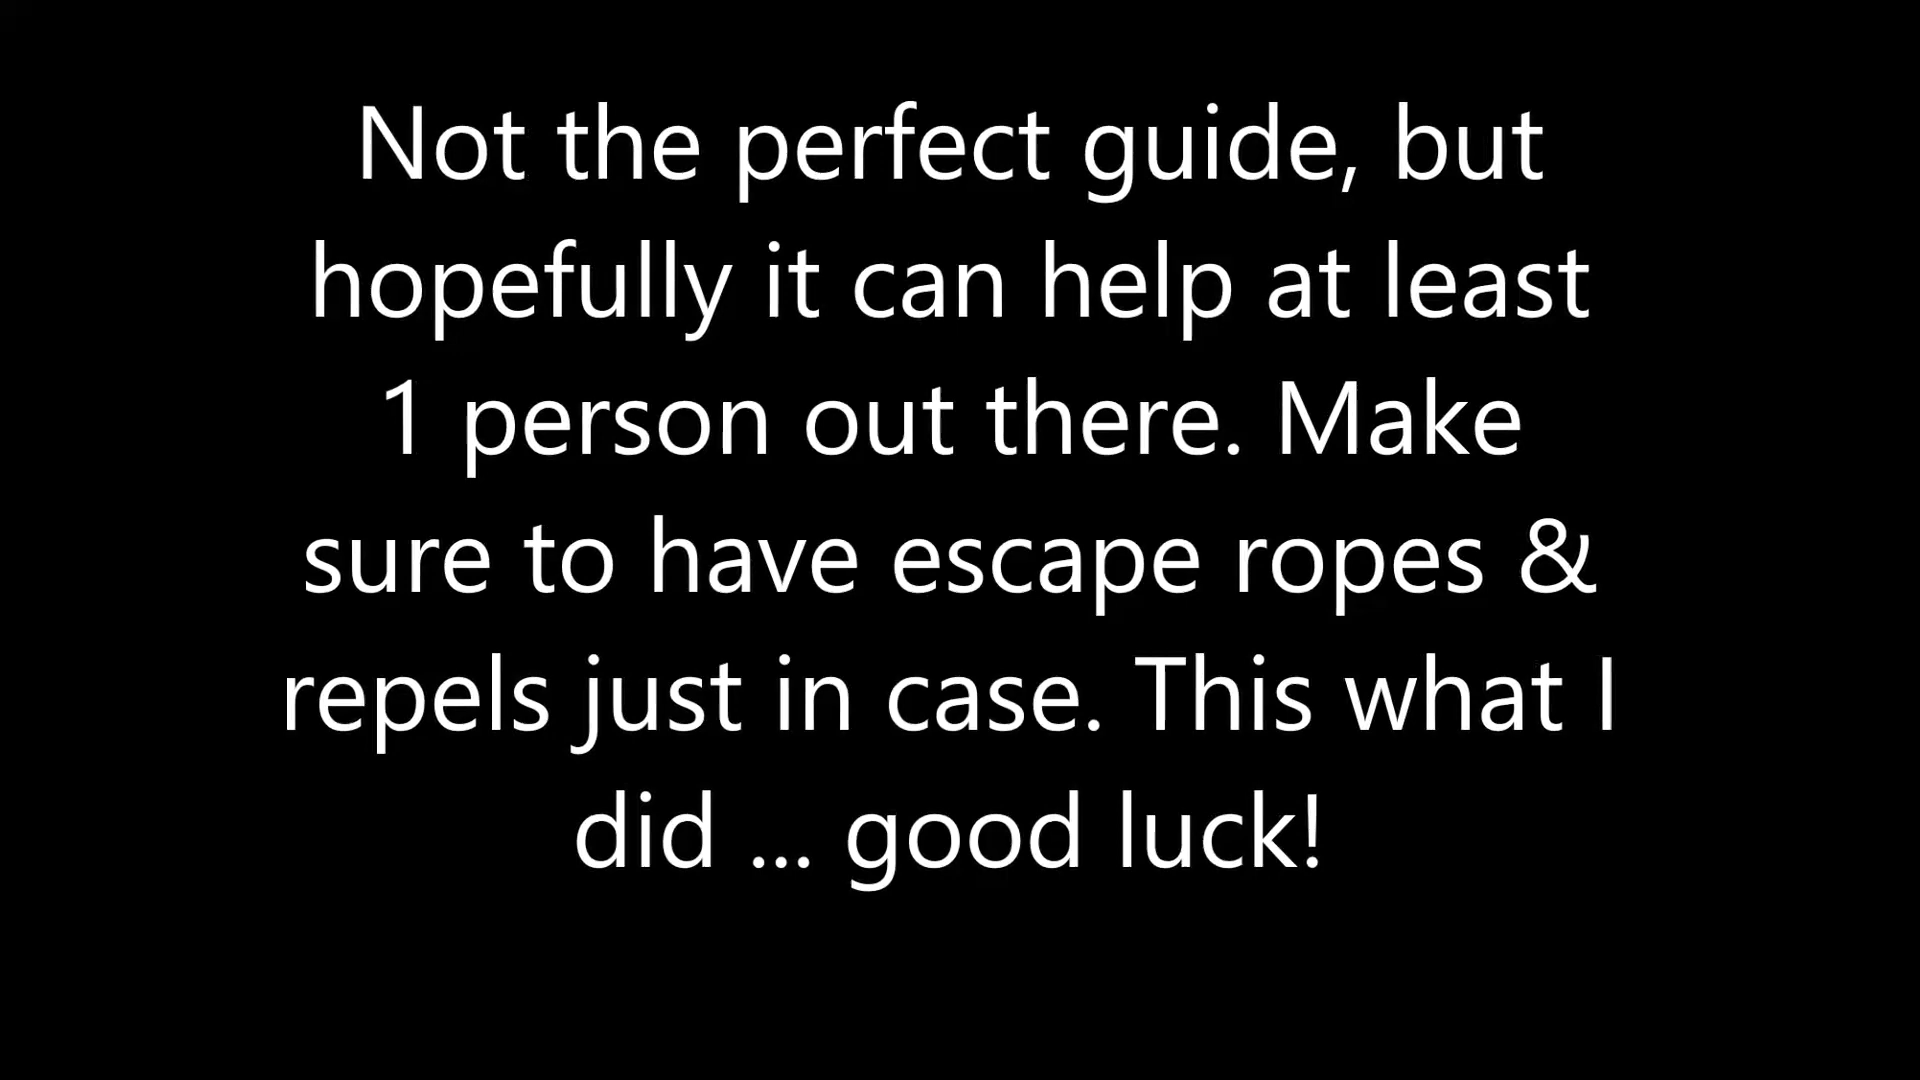 Not the perfect guide, but
hopefully it can help at least
1 person out there. Make
sure to have escape ropes &
repels just in case. This what I
did ... good luck!